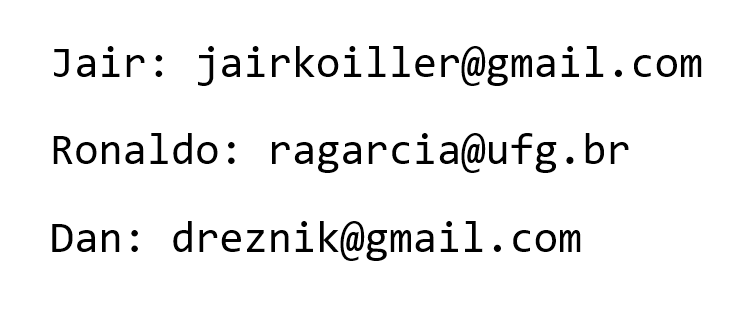 Jair: jairkoiller@gmail.com
Ronaldo: ragarcia@ufg.br
Dan: dreznik@gmail.com